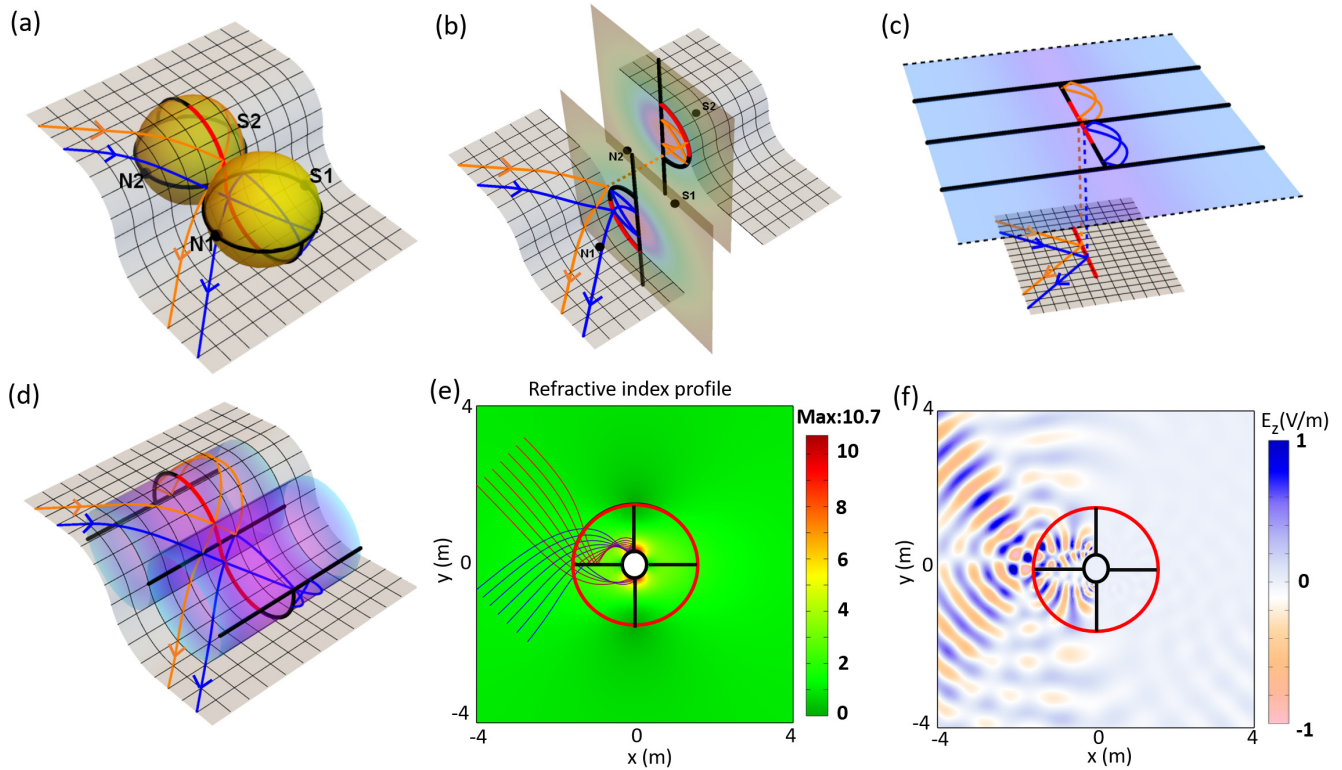 (a)
S2
N2
S1
N1
(b)
S2
N2
S1
N1
(c)
(d)
(e)
Refractive index profile
Max:10.7
10
8
6
4
2
0
4
0
-4
y (m)
-4
0
4
x (m)
(f)
E_z(V/m)
1
0
-1
4
0
-4
y (m)
-4
0
4
x (m)